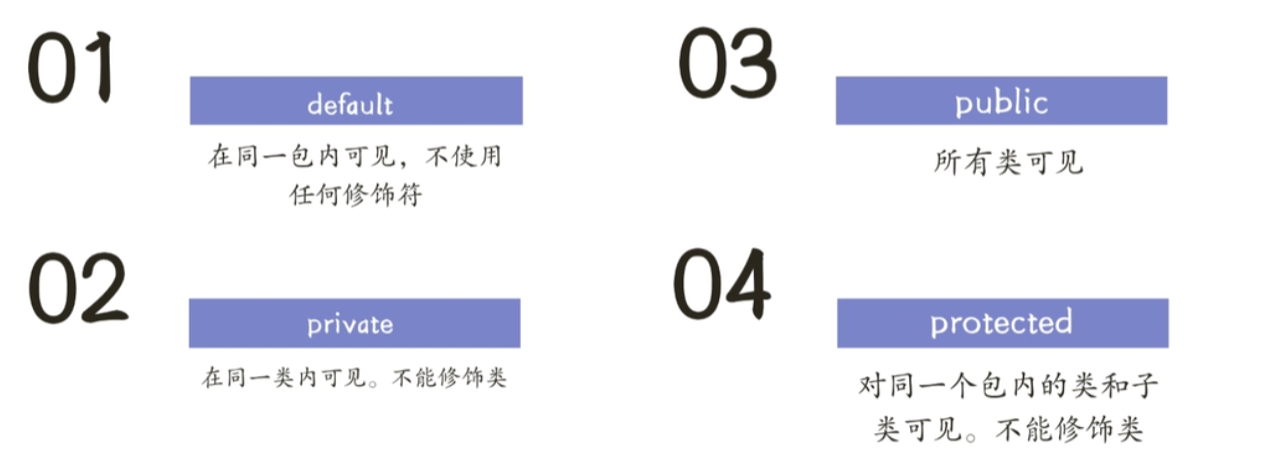 01
default
在同一包内可见，不使用
任何修饰符
02
private
在同一类内可见。不能修饰类
03
public
所有类可见
04
protected
对同一个包内的类和子
类可见。不能修饰类